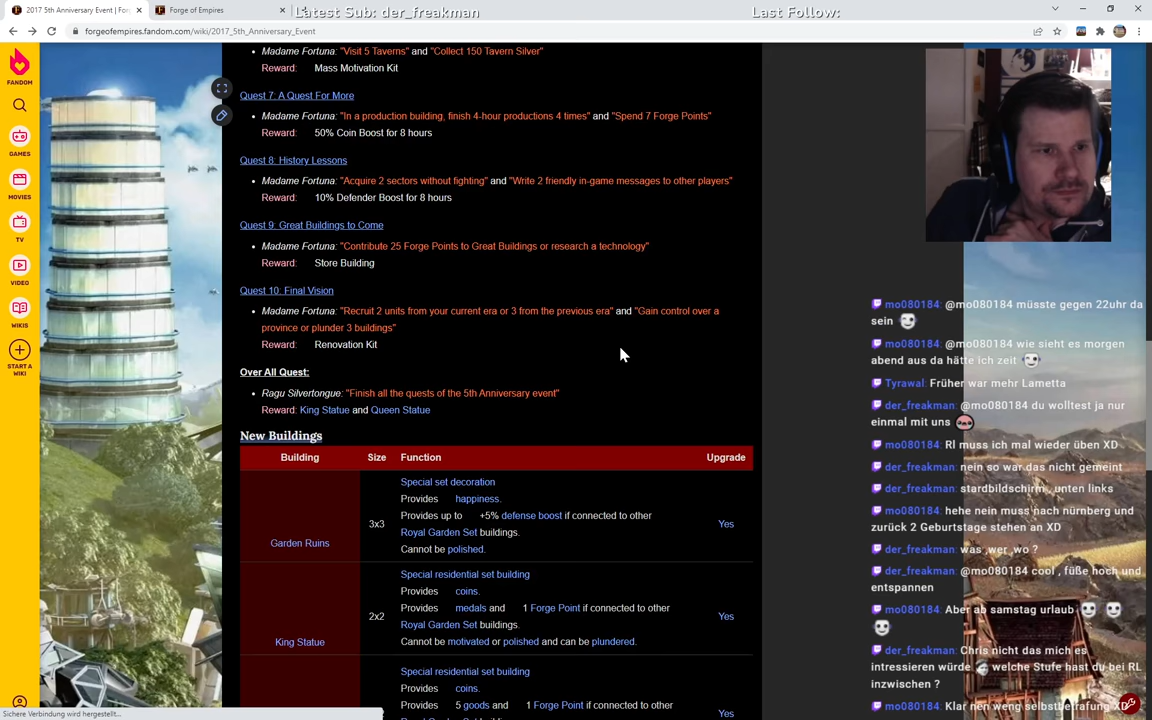 2017 5th Anniversary Event | For
Forge of Empires
Latest Sub: der_freakman
Last Follow:
forgeofempires.fandom.com/wiki/2017_5th_Anniversary_Event
FANDOM
GAMES
MOVIES
TV
VIDEO
WIKIS
START A
WIKI
Madame Fortuna: "Visit 5 Taverns" and "Collect 150 Tavern Silver"
Reward: Mass Motivation Kit
Quest 7: A Quest For More
Madame Fortuna: "In a production building, finish 4-hour productions 4 times" and "Spend 7 Forge Points"
Reward: 50% Coin Boost for 8 hours
Quest 8: History Lessons
Madame Fortuna: "Acquire 2 sectors without fighting" and "Write 2 friendly in-game messages to other players"
Reward: 10% Defender Boost for 8 hours
Quest 9: Great Buildings to Come
Madame Fortuna: "Contribute 25 Forge Points to Great Buildings or research a technology"
Reward: Store Building
Quest 10: Final Vision
Madame Fortuna: "Recruit 2 units from your current era or 3 from the previous era" and "Gain control over a
province or plunder 3 buildings"
Reward: Renovation Kit
Over All Quest:
Ragu Silvertongue: "Finish all the quests of the 5th Anniversary event"
Reward: King Statue and Queen Statue
New Buildings
Building Size Function Upgrade
Special set decoration
Provides happiness.
Provides up to +5% defense boost if connected to other
Royal Garden Set buildings.
Cannot be polished.
Garden Ruins
3x3
Yes
Special residential set building
Provides coins.
Provides medals and 1 Forge Point if connected to other
Royal Garden Set buildings.
Cannot be motivated or polished and can be plundered.
King Statue
2x2
Yes
Special residential set building
Provides coins.
Provides 5 goods and 1 Forge Point if connected to other
Yes
Sichere Verbindung wird hergestellt...
mo080184: @mo080184 müsste gegen 22uhr da
sein
mo080184: @mo080184 wie sieht es morgen
abend aus da hätte ich zeit
Tyrawal: Früher war mehr Lametta
der_freakman: @mo080184 du wolltest ja nur
einmal mit uns
mo080184: Rl muss ich mal wieder üben XD
der_freakman: nein so war das nicht gemeint
der_freakman: stardbildschirm , unten links
mo080184: hehe nein muss nach nürnberg und
zurück 2 Geburtstage stehen an XD
der_freakman: was ,wer ,wo ?
der_freakman: @mo080184 cool , füße hoch und
entspannen
mo080184: Aber ab samstag urlaub
der_freakman: Chris nicht das mich es
intressieren würde welche Stufe hast du bei RL
inzwischen ?
mo080184: Klar nen weng selbstbetrafung XD